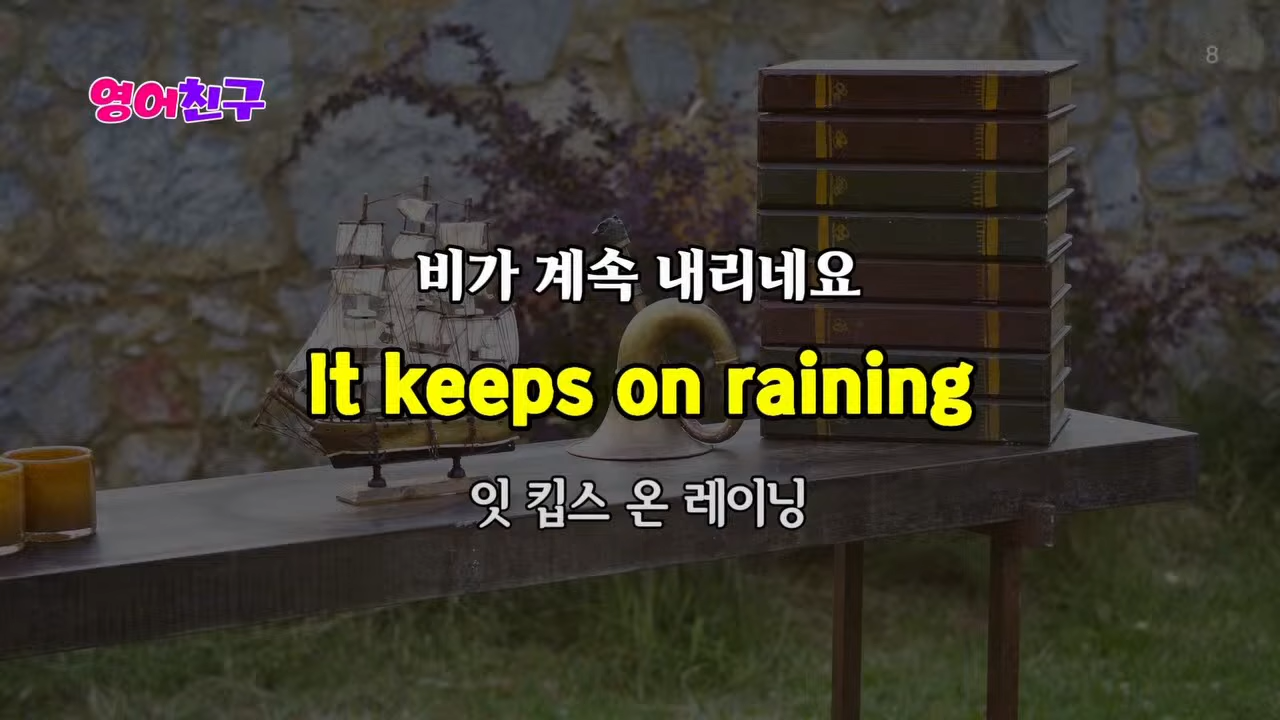 영어친구
8
비가 계속 내리네요
It keeps on raining
잇 킵스 온 레이닝